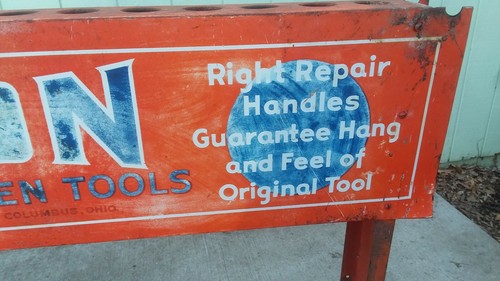 ON
EN TOOLS
COLUMBUS, OHIO
Right Repair
Handles
Guarantee Hang
and Feel of
Original Tool